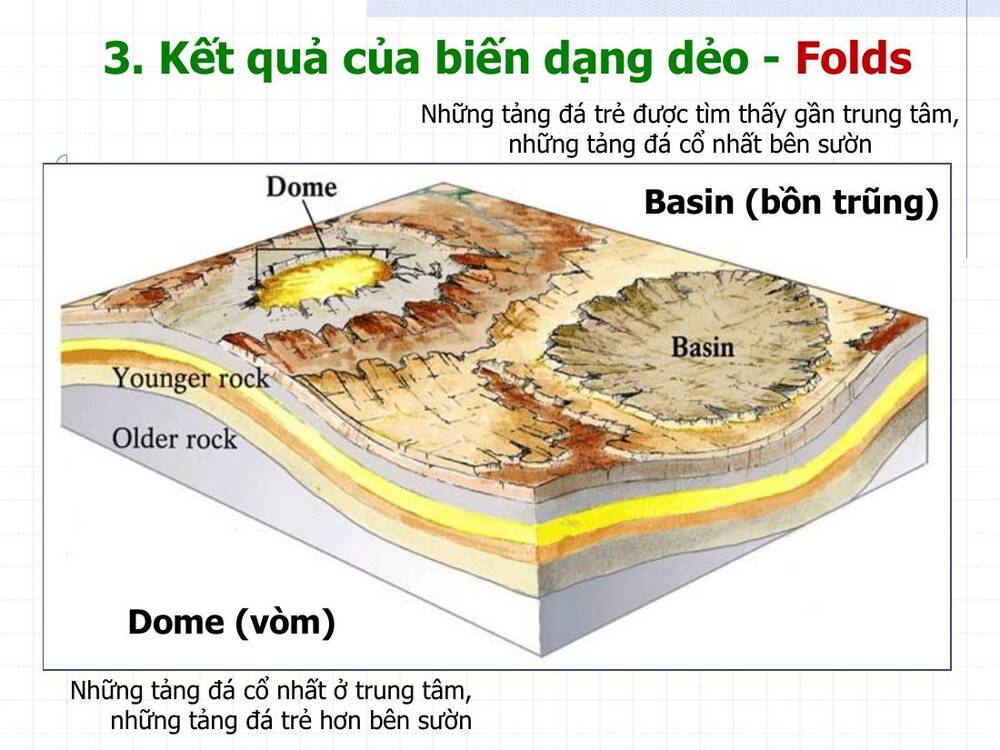 3. Kết quả của biến dạng dẻo - Folds
Những tảng đá trẻ được tìm thấy gần trung tâm,
những tảng đá cổ nhất bên sườn
Dome
Basin (bồn trũng)
Basin
Younger rock
Older rock
Dome (vòm)
Những tảng đá cổ nhất ở trung tâm,
những tảng đá trẻ hơn bên sườn